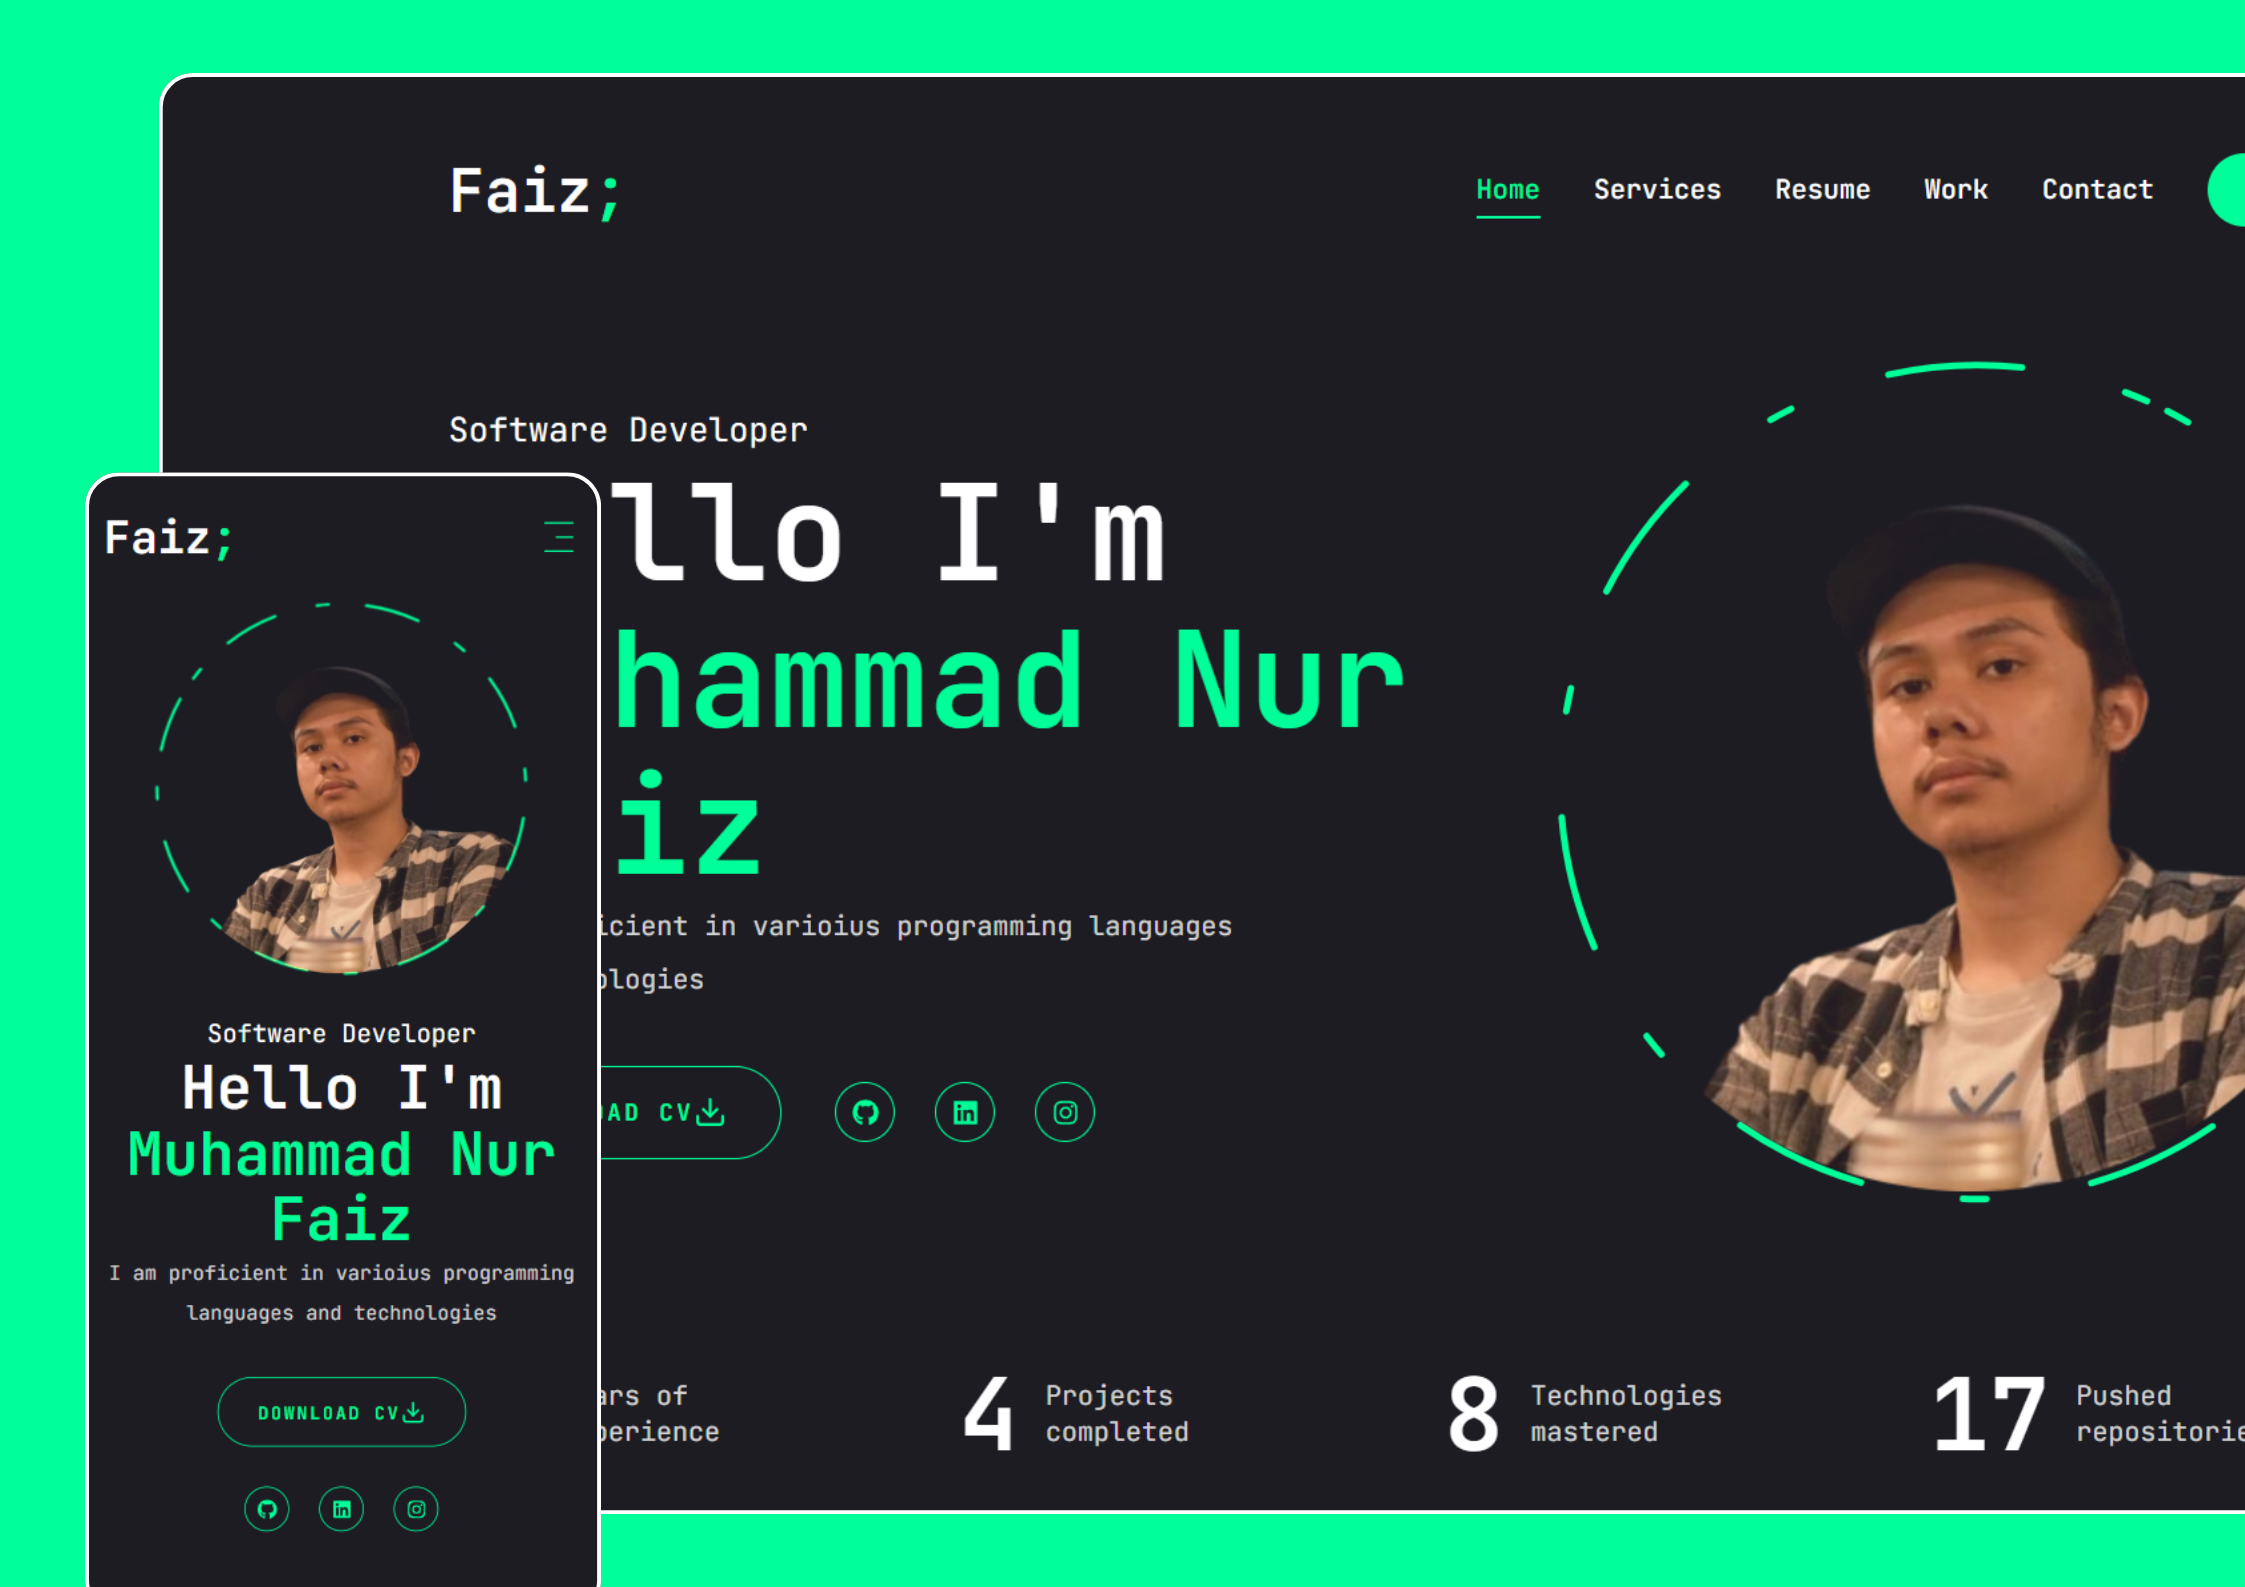 Faiz;
Home Services Resume Work Contact
Software Developer
llo I'm
hammad Nur
iz
icient in varioius programming languages
ologies
OAD CV
ars of
perience
4 Projects
completed
8 Technologies
mastered
17 Pushed
repositorie
Faiz;
Software Developer
Hello I'm
Muhammad Nur
Faiz
I am proficient in varioius programming
languages and technologies
DOWNLOAD CV